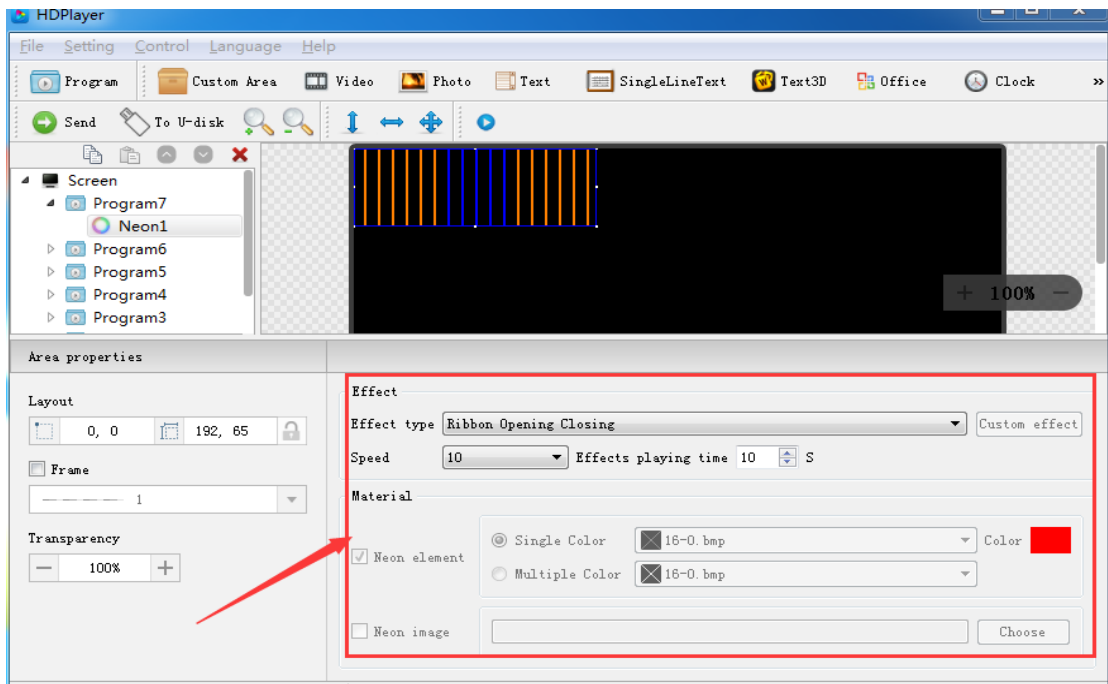 HDPlayer
File Setting Control Language Help
Program Custom Area Video Photo Text SingleLineText Text3D Office Clock »
Send To U-disk
Screen
Program7
Neon1
Program6
Program5
Program4
Program3
+ 100% −
Area properties
Layout
0, 0 192, 65
Frame
1
Transparency
100%
Effect
Effect type Ribbon Opening Closing Custom effect
Speed 10 Effects playing time 10 S
Material
Neon element
Single Color 16-0.bmp Color
Multiple Color 16-0.bmp
Neon image Choose